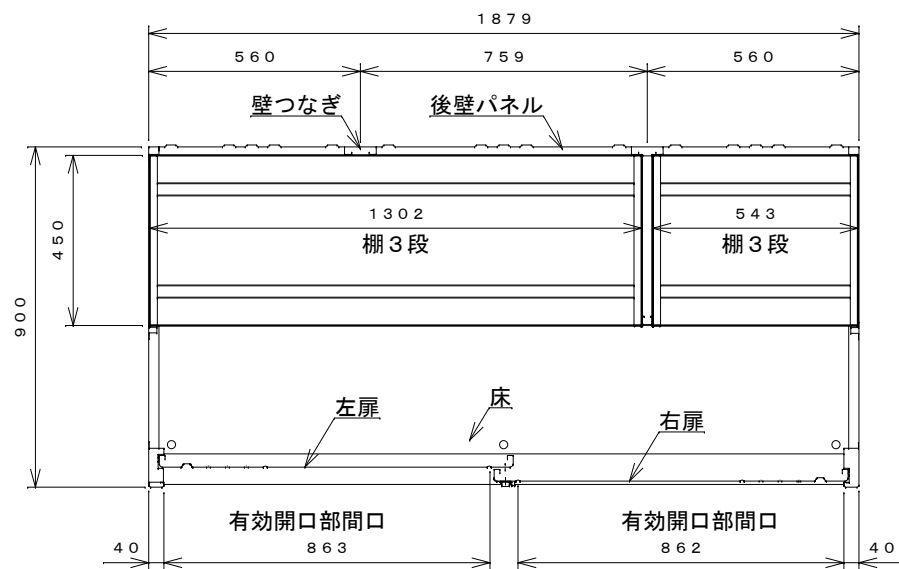 1879
560 759 560
壁つなぎ 後壁パネル
1302 543
棚3段 棚3段
450
900
床
左扉 右扉
有効開口部間口 有効開口部間口
40 863 862 40